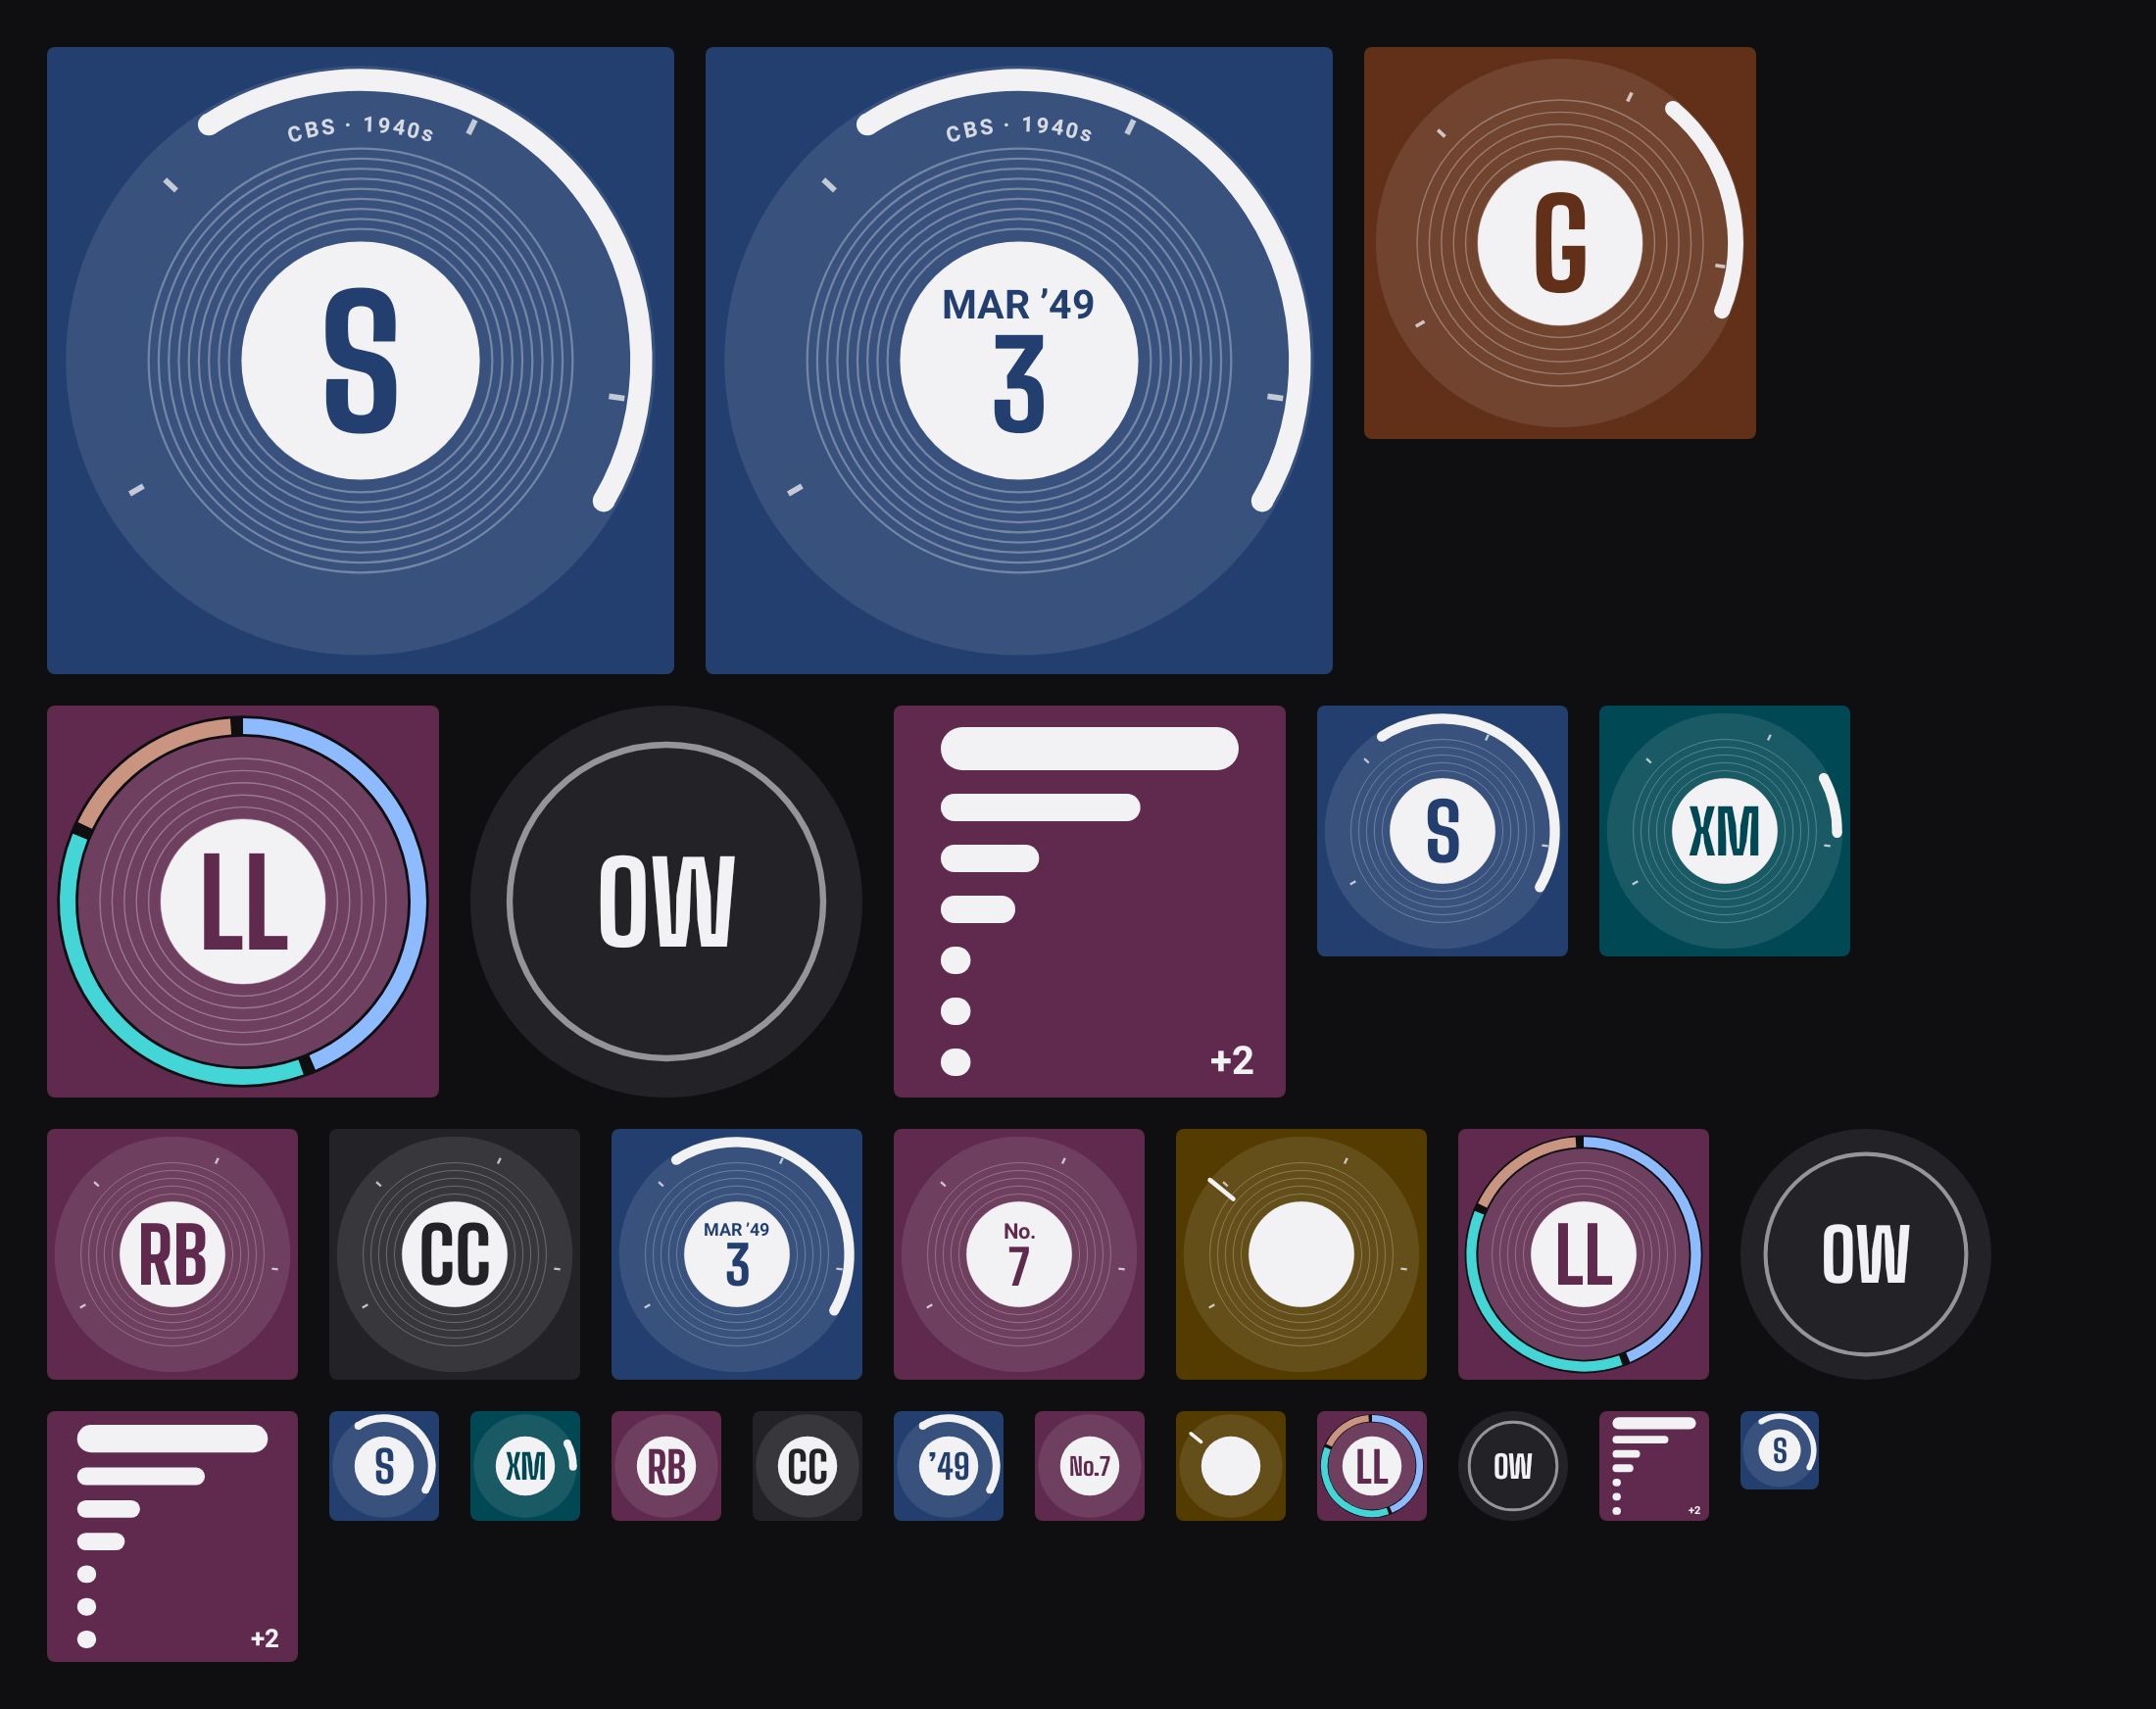 CBS · 1940s
S
CBS · 1940s
MAR ’49
3
G
LL
OW
+2
S
XM
RB
CC
MAR ’49
3
No.
7
LL
OW
+2
S
XM
RB
CC
’49
No.7
LL
OW
+2
S